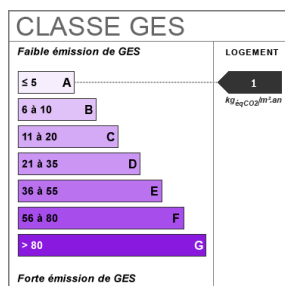 CLASSE GES
Faible émission de GES
LOGEMENT
≤ 5 A
1
kgéqCO2/m².an
6 à 10 B
11 à 20 C
21 à 35 D
36 à 55 E
56 à 80 F
> 80 G
Forte émission de GES